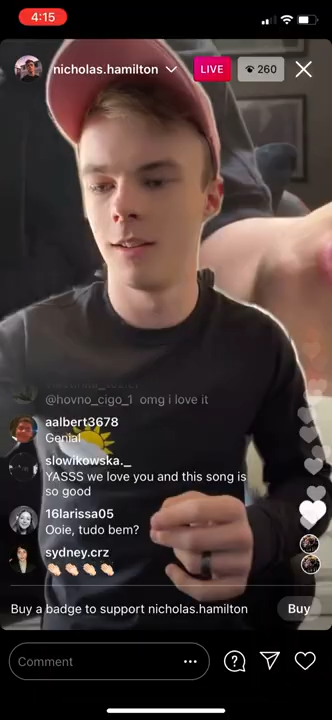 4:15
nicholas.hamilton
LIVE
260
@hovno_cigo_1 omg i love it
aalbert3678
Genial
slowikowska._
YASSS we love you and this song is
so good
16larissa05
Ooie, tudo bem?
sydney.crz
Buy a badge to support nicholas.hamilton
Buy
Comment